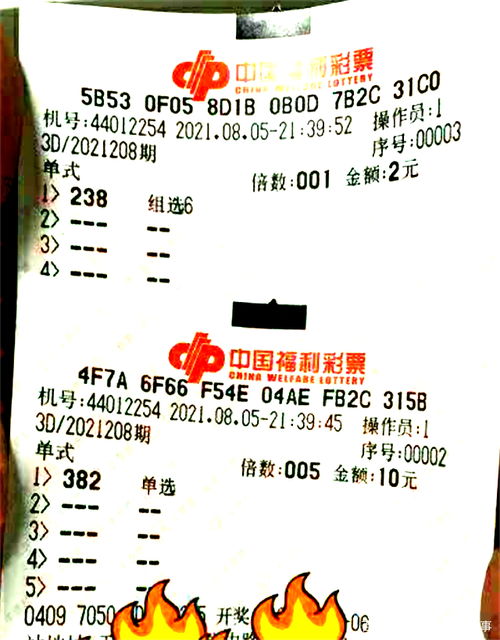 中国福利彩票
CHINA WELFARE LOTTERY
5B53 0F05 8D1B 0B0D 7B2C 31C0
机号:44012254 2021.08.05-21:39:52 操作员:1
3D/2021208期 序号:00003
单式 倍数:001 金额:2元
1> 238 组选6
2> --- --
3> --- --
4> --- --
中国福利彩票
CHINA WELFARE LOTTERY
4F7A 6F66 F54E 04AE FB2C 315B
机号:44012254 2021.08.05-21:39:45 操作员:1
3D/2021208期 序号:00002
单式 倍数:005 金额:10元
1> 382 单选
2> --- --
3> --- --
4> --- --
5> --- --
0409 7050 开奖 -06
事